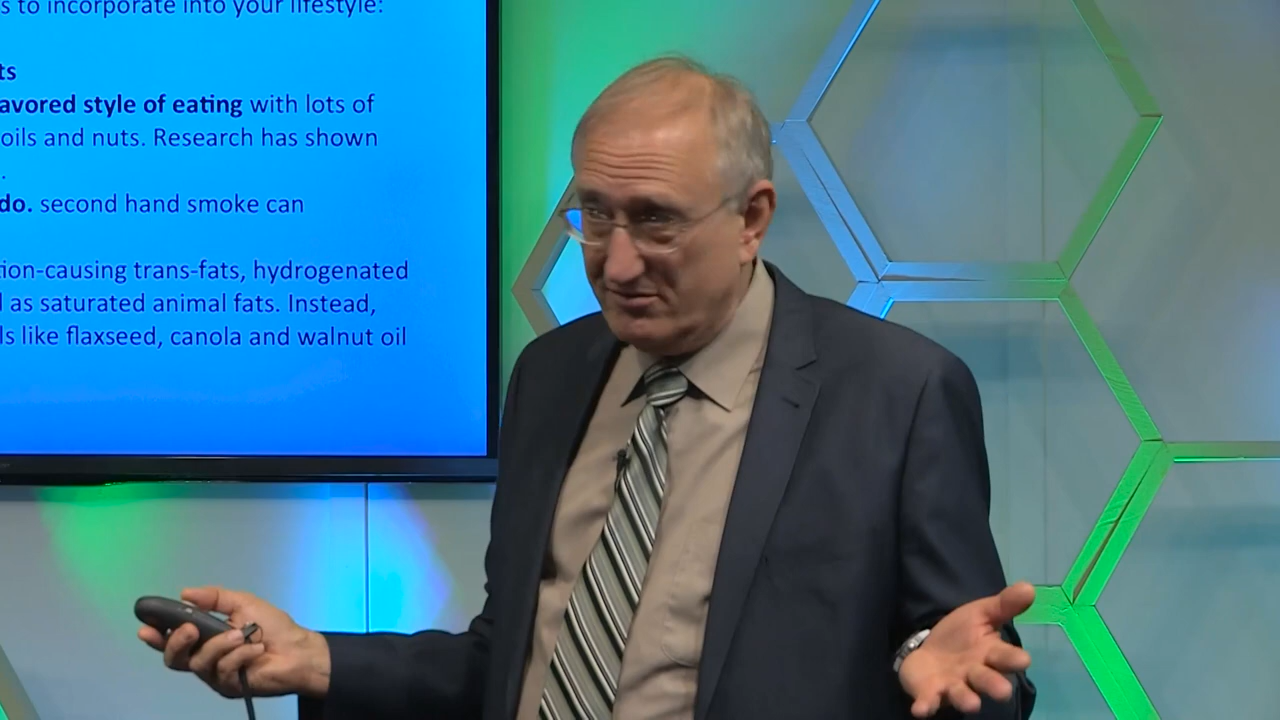 s to incorporate into your lifestyle:
ts
avored style of eating with lots of
oils and nuts. Research has shown
.
do. second hand smoke can
tion-causing trans-fats, hydrogenated
d as saturated animal fats. Instead,
ls like flaxseed, canola and walnut oil